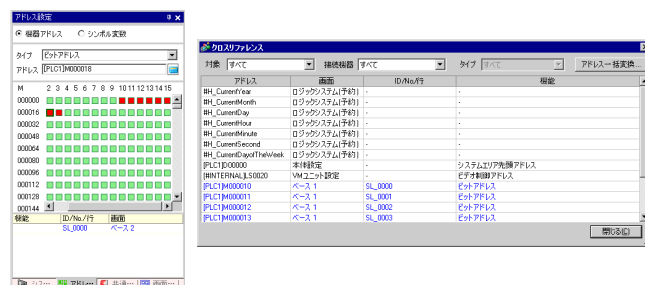 アドレス設定
機器アドレス シンボル変数
タイプ ビットアドレス
アドレス [PLC1]M000018
M 2 3 4 5 6 7 8 9 10 11 12 13 14 15
000000
000016
000032
000048
000064
000080
000096
000112
000128
000144
機能 ID/No./行 画面
SL_0000 ベース 2
シス… アドレ… 共通… 画面…
クロスリファレンス
対象 すべて 接続機器 すべて タイプ すべて アドレス一括変換...
アドレス 画面 ID/No/行 機能
#H_CurrentYear ロジックシステム(予約) - -
#H_CurrentMonth ロジックシステム(予約) - -
#H_CurrentDay ロジックシステム(予約) - -
#H_CurrentHour ロジックシステム(予約) - -
#H_CurrentMinute ロジックシステム(予約) - -
#H_CurrentSecond ロジックシステム(予約) - -
#H_CurrentDayofTheWeek ロジックシステム(予約) - -
[PLC1]D00000 本体設定 - システムエリア先頭アドレス
[#INTERNAL]LS0020 VMユニット設定 - ビデオ制御アドレス
[PLC1]M000010 ベース 1 SL_0000 ビットアドレス
[PLC1]M000011 ベース 1 SL_0001 ビットアドレス
[PLC1]M000012 ベース 1 SL_0002 ビットアドレス
[PLC1]M000013 ベース 1 SL_0003 ビットアドレス
閉じる(C)